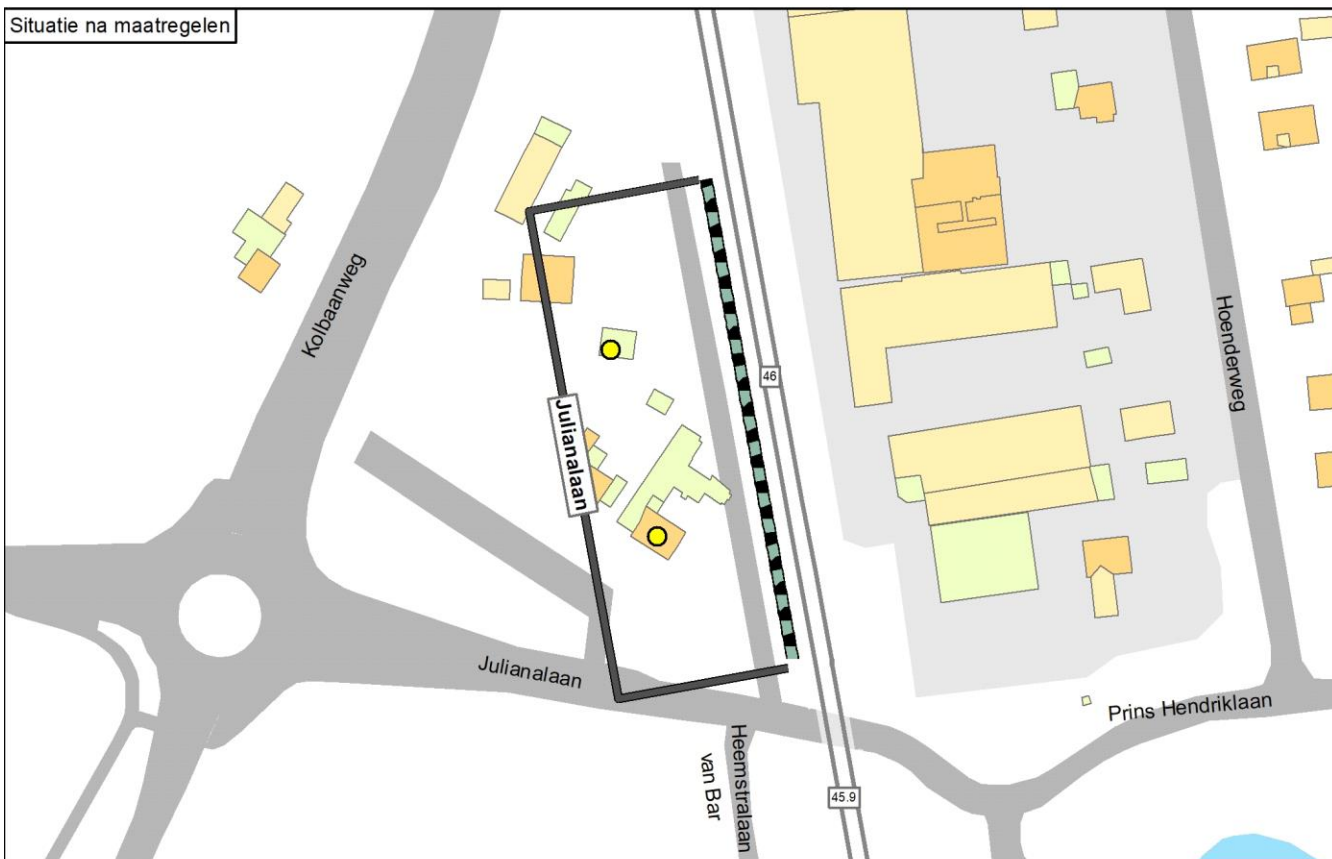 Situatie na maatregelen
Kolbaanweg
46
Hoenderweg
Julianalaan
Julianalaan
Prins Hendriklaan
Heemstralaan
van Bar
45.9